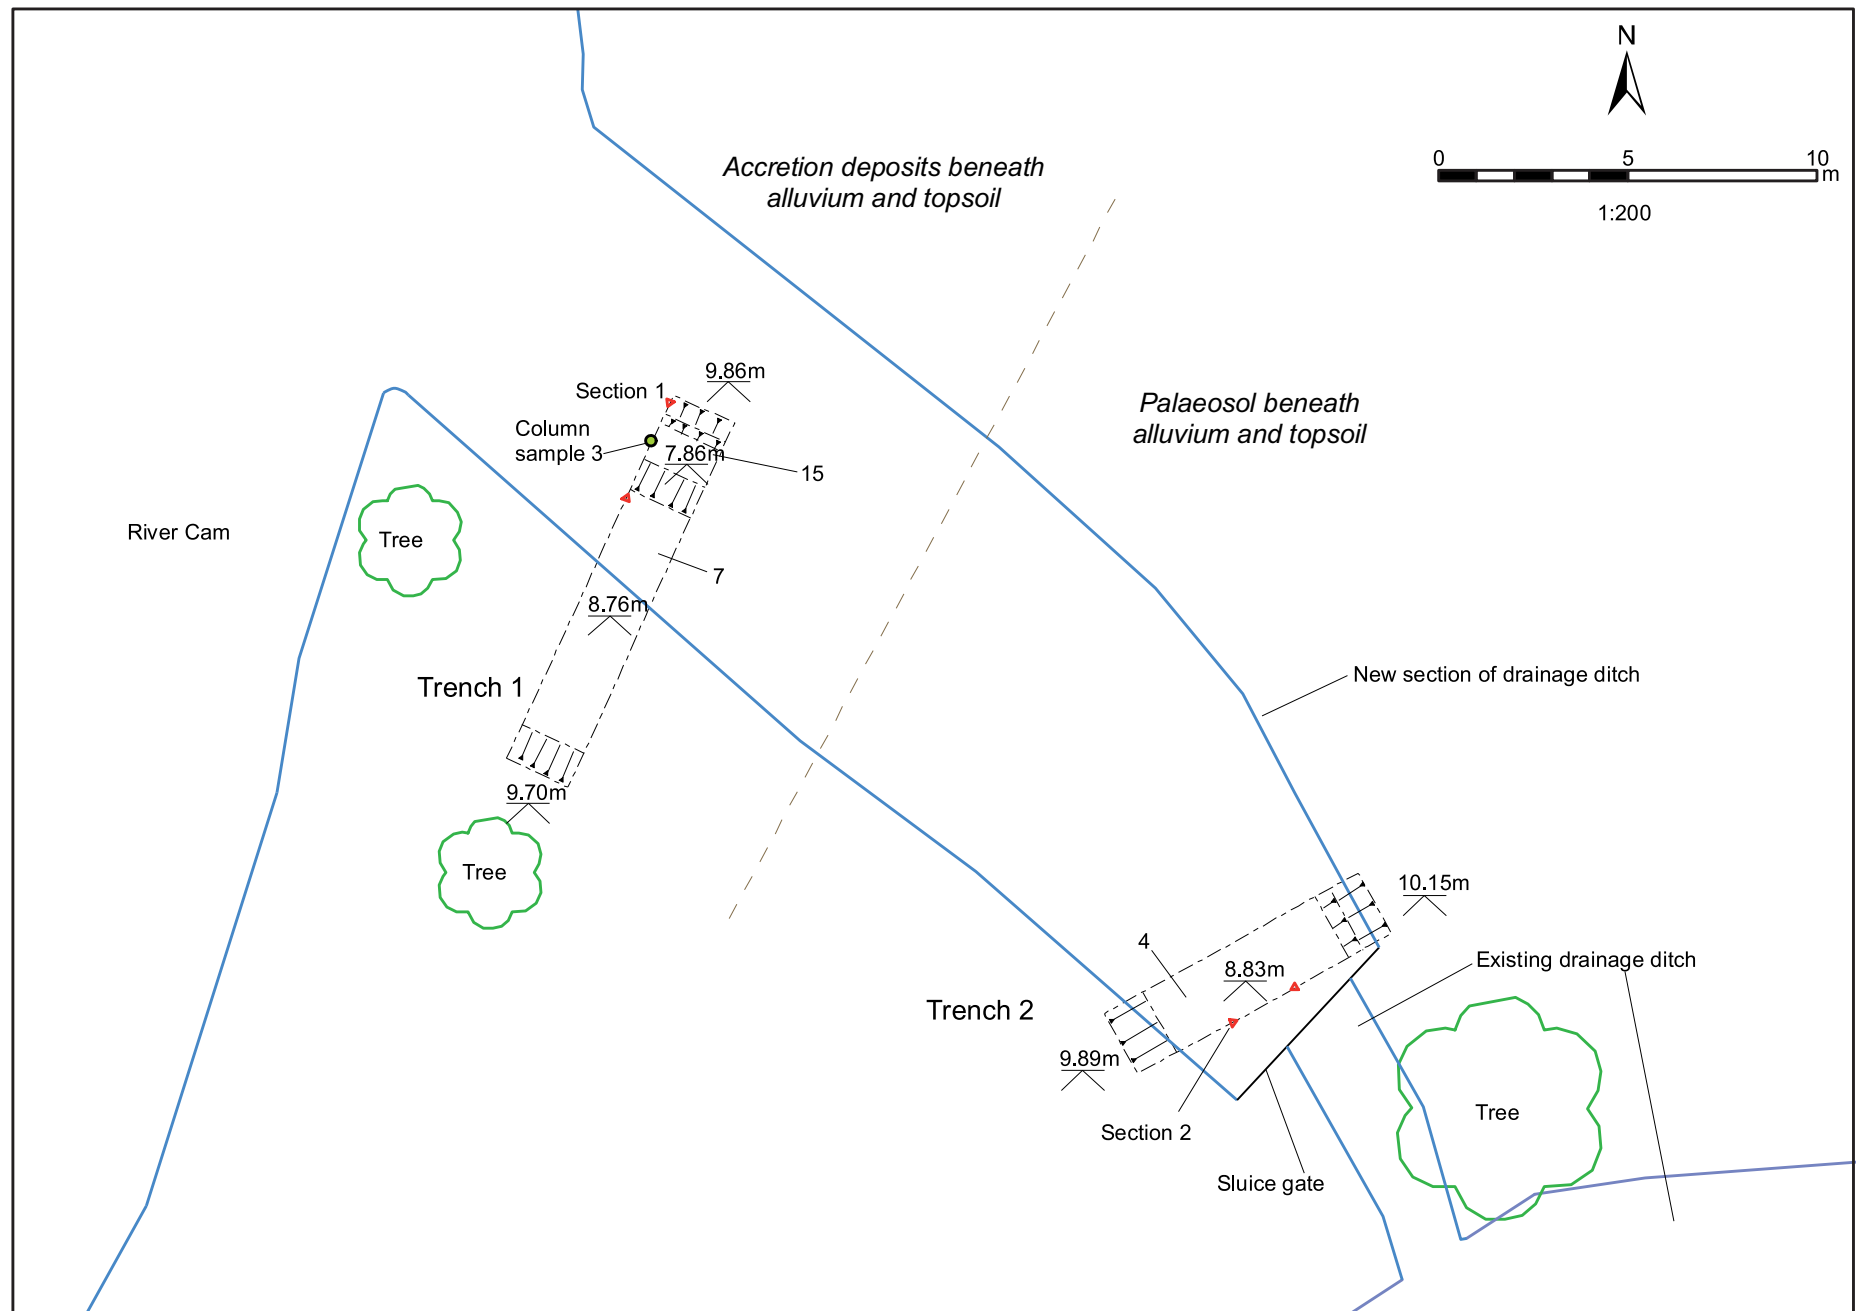 N
0 5 10
m
1:200
Accretion deposits beneath
alluvium and topsoil
Palaeosol beneath
alluvium and topsoil
9.86m
Section 1
Column
sample 3
7.86m
15
River Cam
Tree
7
8.76m
Trench 1
New section of drainage ditch
9.70m
Tree
10.15m
4
8.83m
Existing drainage ditch
Trench 2
9.89m
Tree
Section 2
Sluice gate